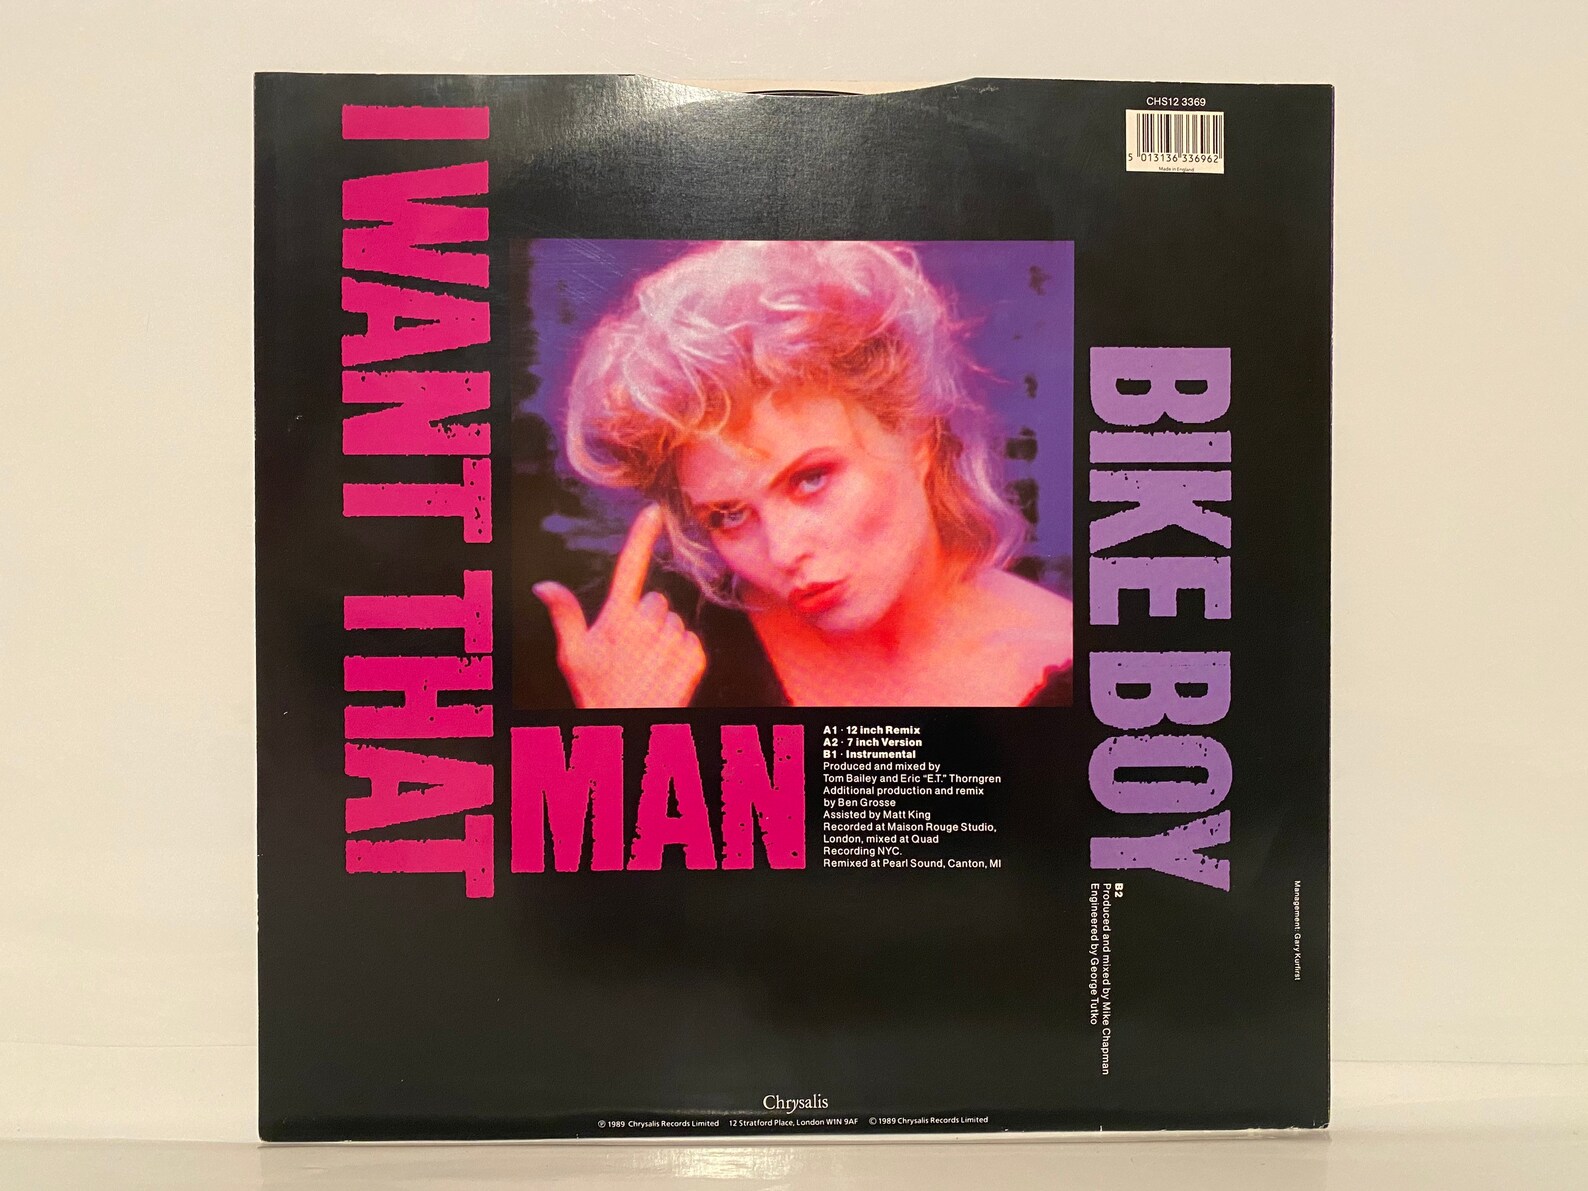 I WANT THAT
MAN
CHS12 3369
5 013136 336962
Made in England
BIKE BOY
A1 · 12 inch Remix
A2 · 7 inch Version
B1 · Instrumental
Produced and mixed by
Tom Bailey and Eric “E.T.” Thorngren
Additional production and remix
by Ben Grosse
Assisted by Matt King
Recorded at Maison Rouge Studio,
London, mixed at Quad
Recording NYC.
Remixed at Pearl Sound, Canton, MI
B2
Produced and mixed by Mike Chapman
Engineered by George Tutko
Management: Gary Kurfirst
Chrysalis
℗ 1989 Chrysalis Records Limited 12 Stratford Place, London W1N 9AF © 1989 Chrysalis Records Limited